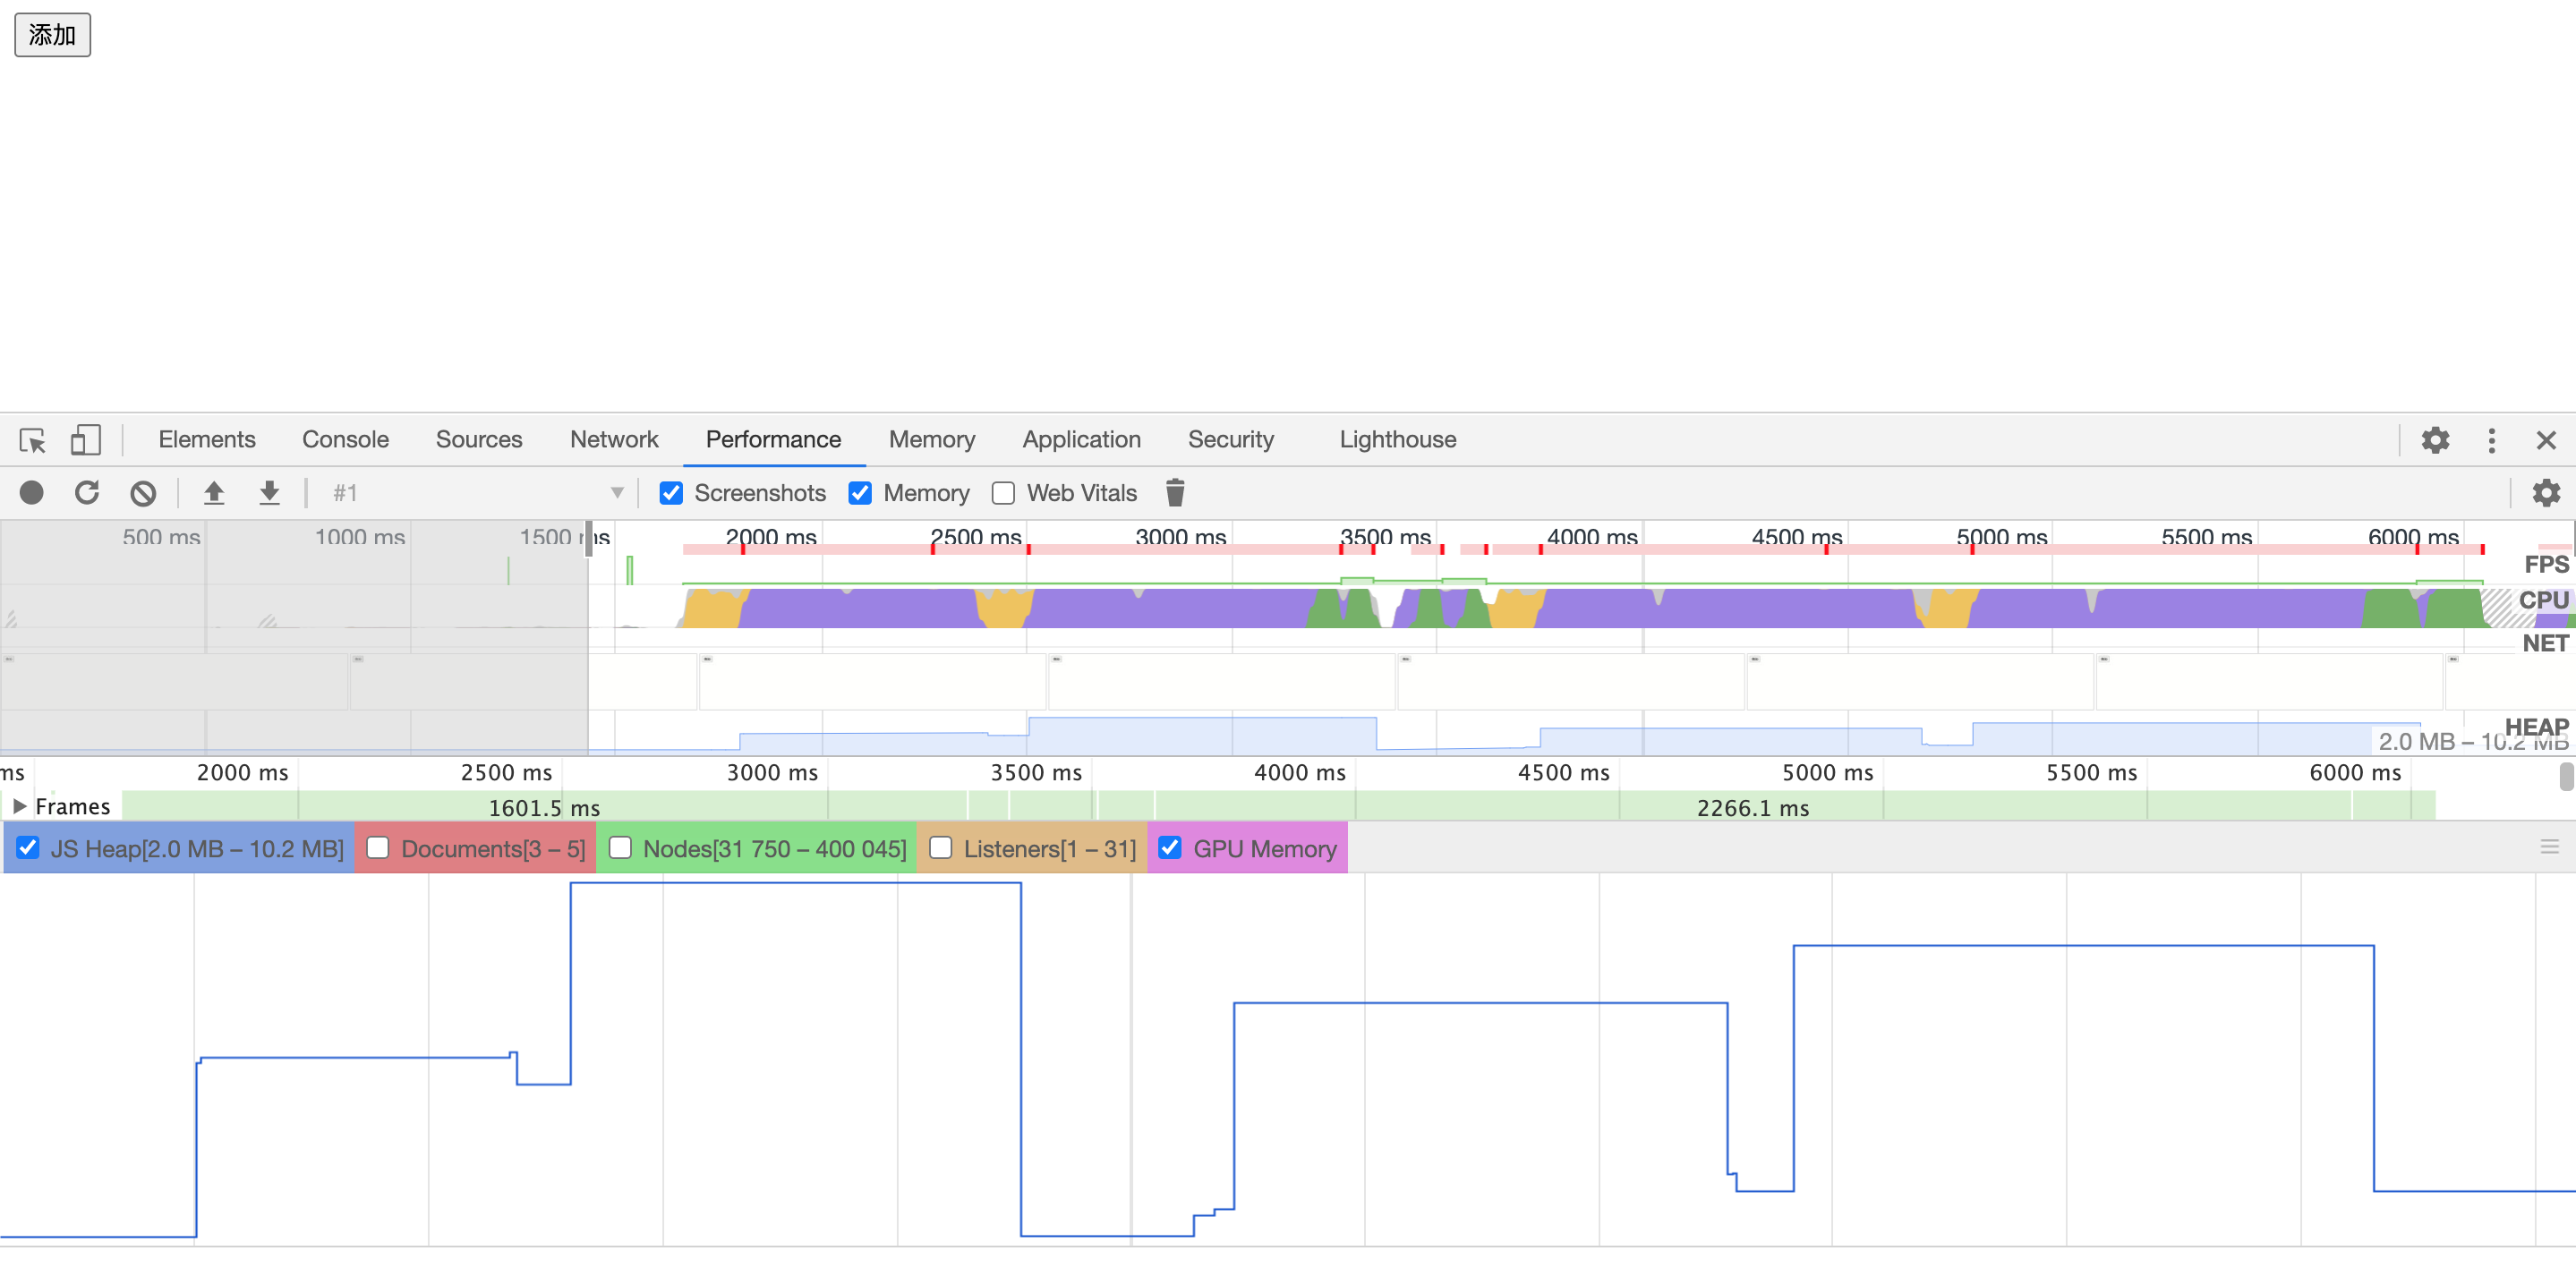 添加
Elements Console Sources Network Performance Memory Application Security Lighthouse
#1 Screenshots Memory Web Vitals
500 ms 1000 ms 1500 ms 2000 ms 2500 ms 3000 ms 3500 ms 4000 ms 4500 ms 5000 ms 5500 ms 6000 ms
FPS
CPU
NET
HEAP
2.0 MB – 10.2 MB
ms 2000 ms 2500 ms 3000 ms 3500 ms 4000 ms 4500 ms 5000 ms 5500 ms 6000 ms
Frames 1601.5 ms 2266.1 ms
JS Heap[2.0 MB – 10.2 MB] Documents[3 – 5] Nodes[31 750 – 400 045] Listeners[1 – 31] GPU Memory